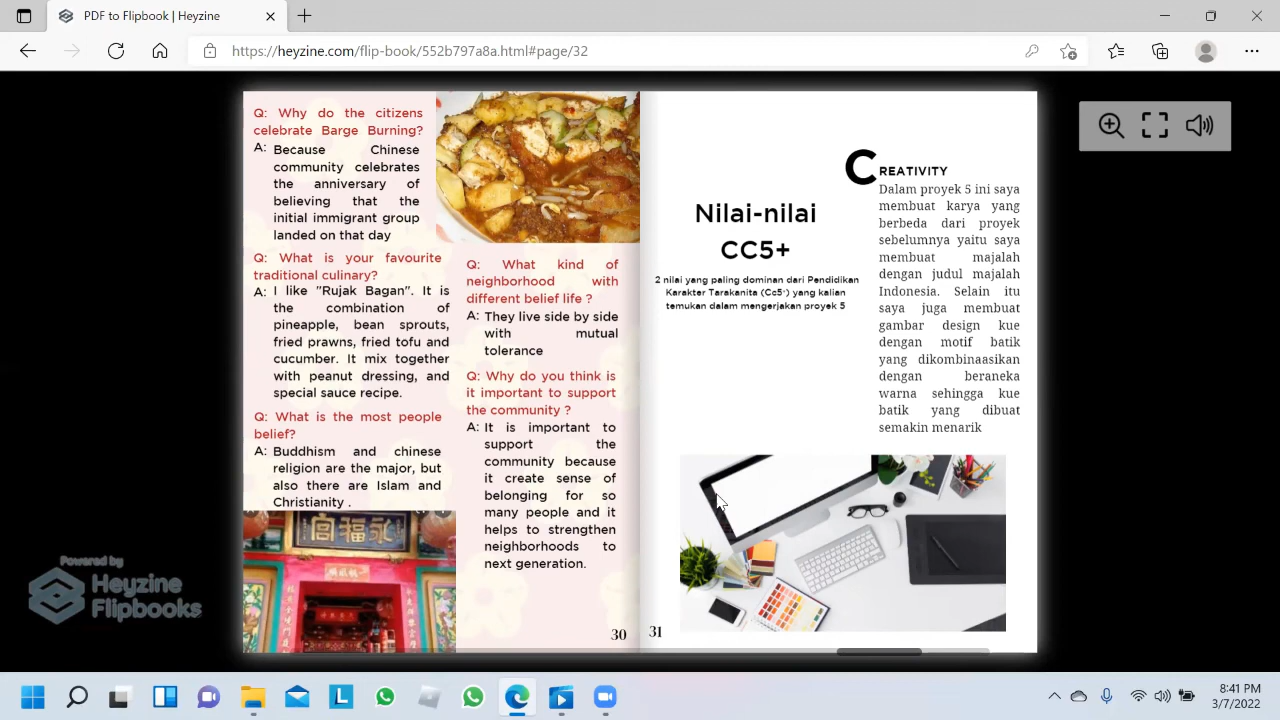 PDF to Flipbook | Heyzine
https://heyzine.com/flip-book/552b797a8a.html#page/32
Q: Why do the citizens
celebrate Barge Burning?
A: Because Chinese
community celebrates
the anniversary of
believing that the
initial immigrant group
landed on that day
Q: What is your favourite
traditional culinary?
A: I like "Rujak Bagan". It is
the combination of
pineapple, bean sprouts,
fried prawns, fried tofu and
cucumber. It mix together
with peanut dressing, and
special sauce recipe.
Q: What is the most people
belief?
A: Buddhism and chinese
religion are the major, but
also there are Islam and
Christianity .
永福宮
Q: What kind of
neighborhood with
different belief life ?
A: They live side by side
with mutual
tolerance
Q: Why do you think is
it important to support
the community ?
A: It is important to
support the
community because
it create sense of
belonging for so
many people and it
helps to strengthen
neighborhoods to
next generation.
30
31
Nilai-nilai
CC5+
2 nilai yang paling dominan dari Pendidikan
Karakter Tarakanita (Cc5+) yang kalian
temukan dalam mengerjakan proyek 5
CREATIVITY
Dalam proyek 5 ini saya
membuat karya yang
berbeda dari proyek
sebelumnya yaitu saya
membuat majalah
dengan judul majalah
Indonesia. Selain itu
saya juga membuat
gambar design kue
dengan motif batik
yang dikombinaasikan
dengan beraneka
warna sehingga kue
batik yang dibuat
semakin menarik
Powered by
Heyzine
Flipbooks
L
8:41 PM